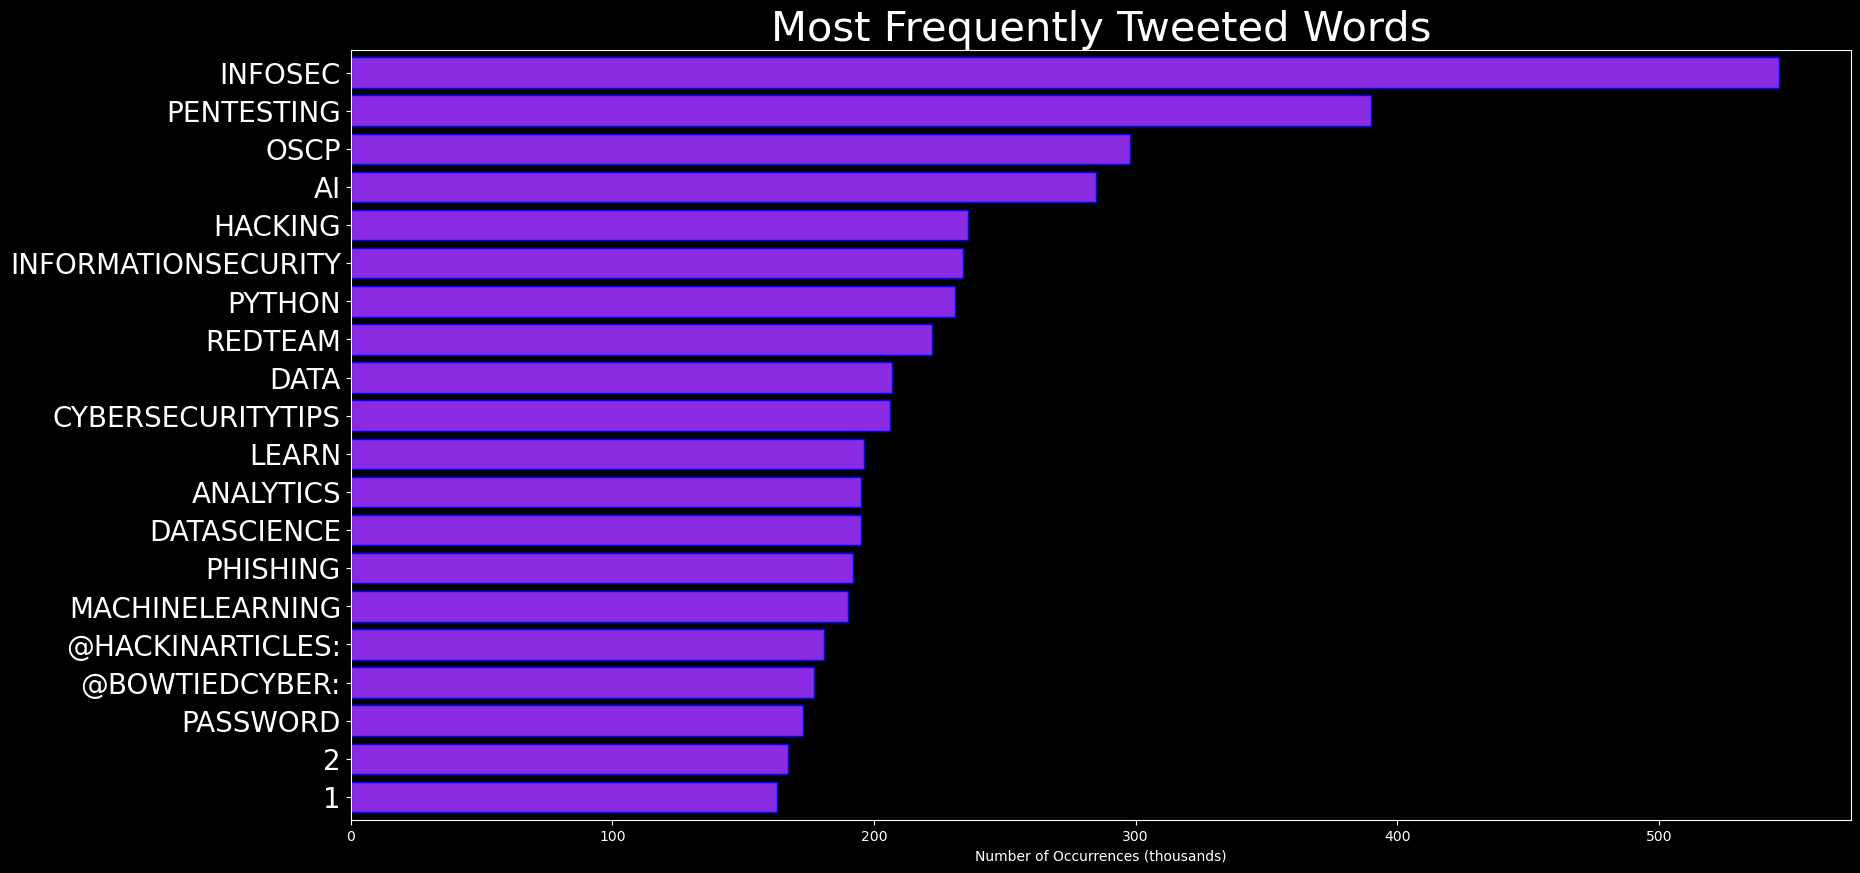 Most Frequently Tweeted Words
INFOSEC
PENTESTING
OSCP
AI
HACKING
INFORMATIONSECURITY
PYTHON
REDTEAM
DATA
CYBERSECURITYTIPS
LEARN
ANALYTICS
DATASCIENCE
PHISHING
MACHINELEARNING
@HACKINARTICLES:
@BOWTIEDCYBER:
PASSWORD
2
1
0 100 200 300 400 500
Number of Occurrences (thousands)